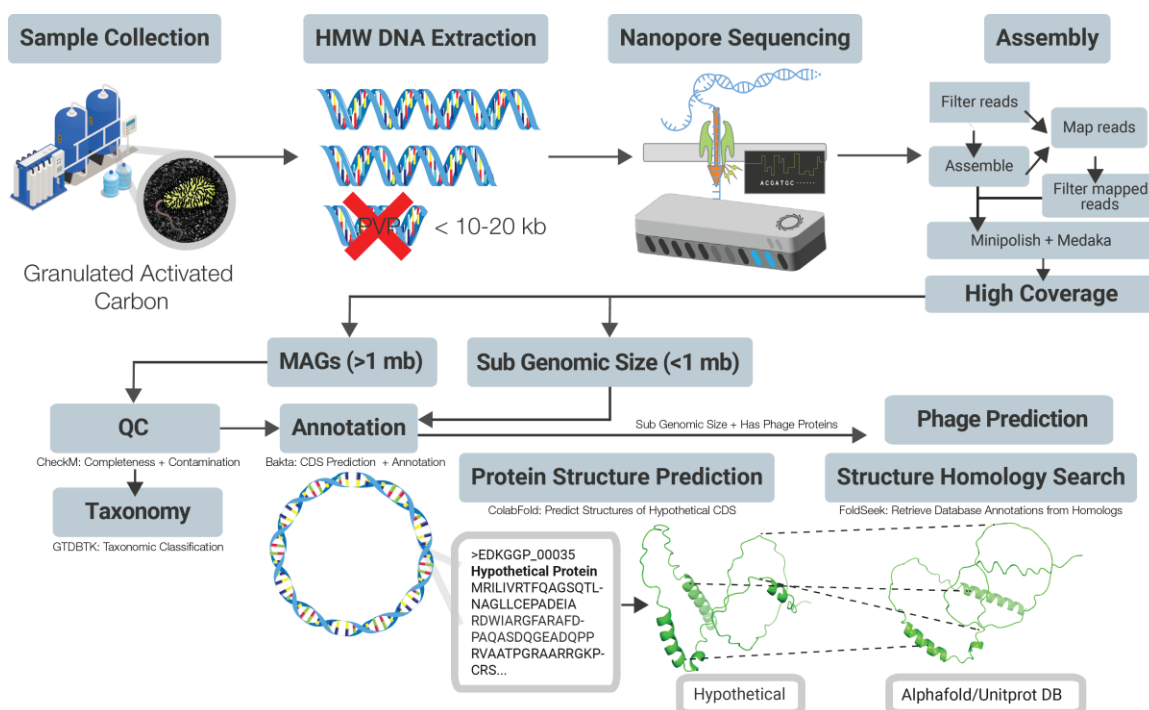 Sample Collection
HMW DNA Extraction
Nanopore Sequencing
Assembly
Granulated Activated
Carbon
PVP
< 10-20 kb
ACGATGC······
Filter reads
Map reads
Assemble
Filter mapped
reads
Minipolish + Medaka
High Coverage
MAGs (>1 mb)
Sub Genomic Size (<1 mb)
QC
CheckM: Completeness + Contamination
Annotation
Bakta: CDS Prediction + Annotation
Sub Genomic Size + Has Phage Proteins
Phage Prediction
Taxonomy
GTDBTK: Taxonomic Classification
Protein Structure Prediction
ColabFold: Predict Structures of Hypothetical CDS
Structure Homology Search
FoldSeek: Retrieve Database Annotations from Homologs
>EDKGGP_00035
Hypothetical Protein
MRILIVRTFQAGSQTL-
NAGLLCEPADEIA
RDWIARGFARAFD-
PAQASDQGEADQPP
RVAATPGRAARRGKP-
CRS...
Hypothetical
Alphafold/Unitprot DB